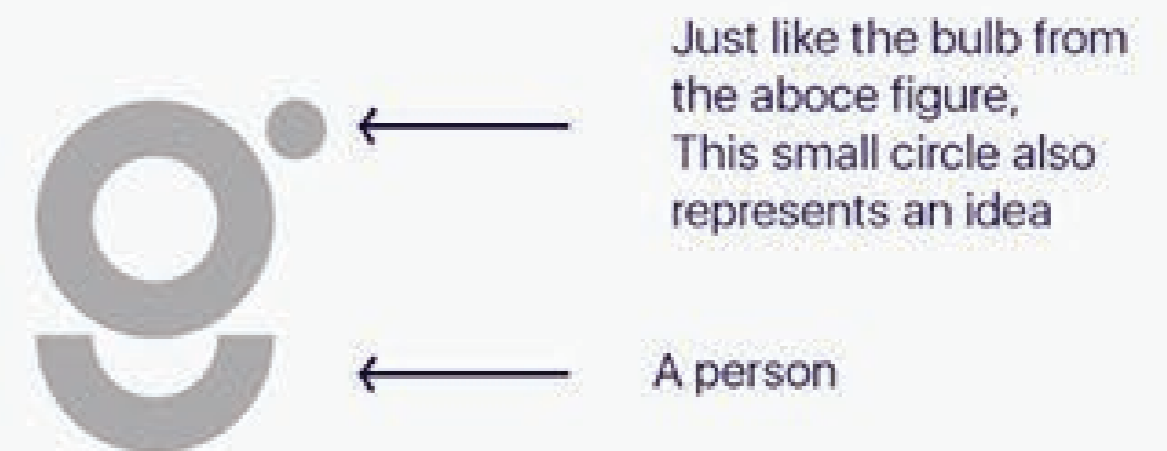 g
Just like the bulb from
the aboce figure,
This small circle also
represents an idea
A person